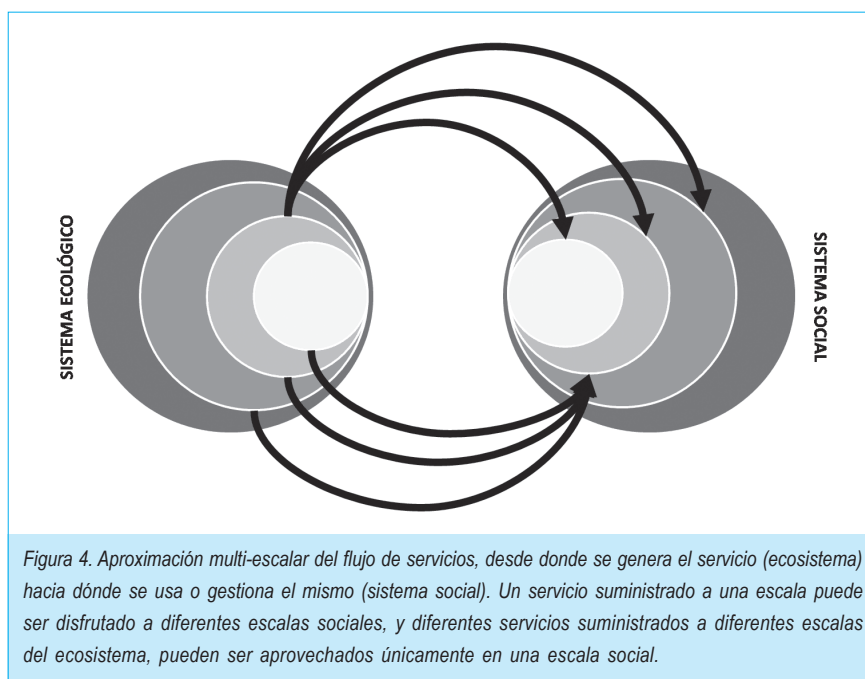 SISTEMA ECOLÓGICO
SISTEMA SOCIAL
Figura 4. Aproximación multi-escalar del flujo de servicios, desde donde se genera el servicio (ecosistema)
hacia dónde se usa o gestiona el mismo (sistema social). Un servicio suministrado a una escala puede
ser disfrutado a diferentes escalas sociales, y diferentes servicios suministrados a diferentes escalas
del ecosistema, pueden ser aprovechados únicamente en una escala social.